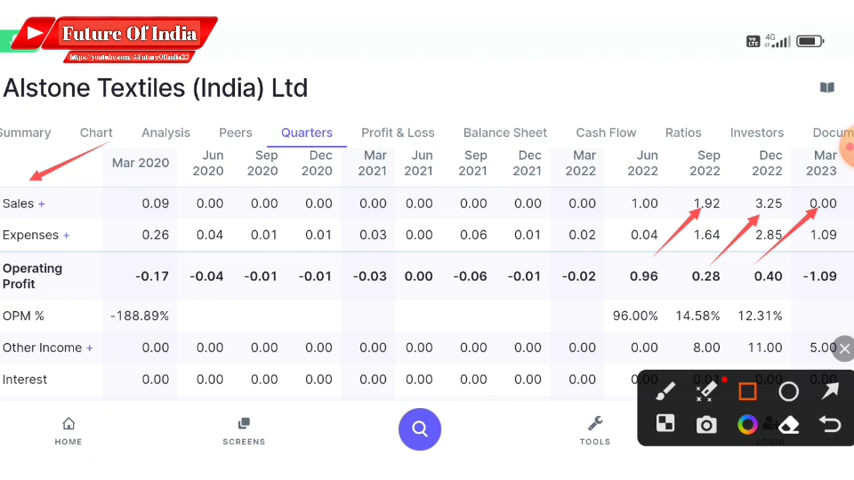 Future Of India
4G
Alstone Textiles (India) Ltd
Summary Chart Analysis Peers Quarters Profit & Loss Balance Sheet Cash Flow Ratios Investors Docum
Mar 2020 Jun 2020 Sep 2020 Dec 2020 Mar 2021 Jun 2021 Sep 2021 Dec 2021 Mar 2022 Jun 2022 Sep 2022 Dec 2022 Mar 2023
Sales + 0.09 0.00 0.00 0.00 0.00 0.00 0.00 0.00 0.00 1.00 1.92 3.25 0.00
Expenses + 0.26 0.04 0.01 0.01 0.03 0.00 0.06 0.01 0.02 0.04 1.64 2.85 1.09
Operating Profit -0.17 -0.04 -0.01 -0.01 -0.03 0.00 -0.06 -0.01 -0.02 0.96 0.28 0.40 -1.09
OPM % -188.89% 96.00% 14.58% 12.31%
Other Income + 0.00 0.00 0.00 0.00 0.00 0.00 0.00 0.00 0.00 0.00 8.00 11.00 5.00
Interest 0.00 0.00 0.00 0.00 0.00 0.00 0.00 0.00 0.00
HOME SCREENS TOOLS LOGIN